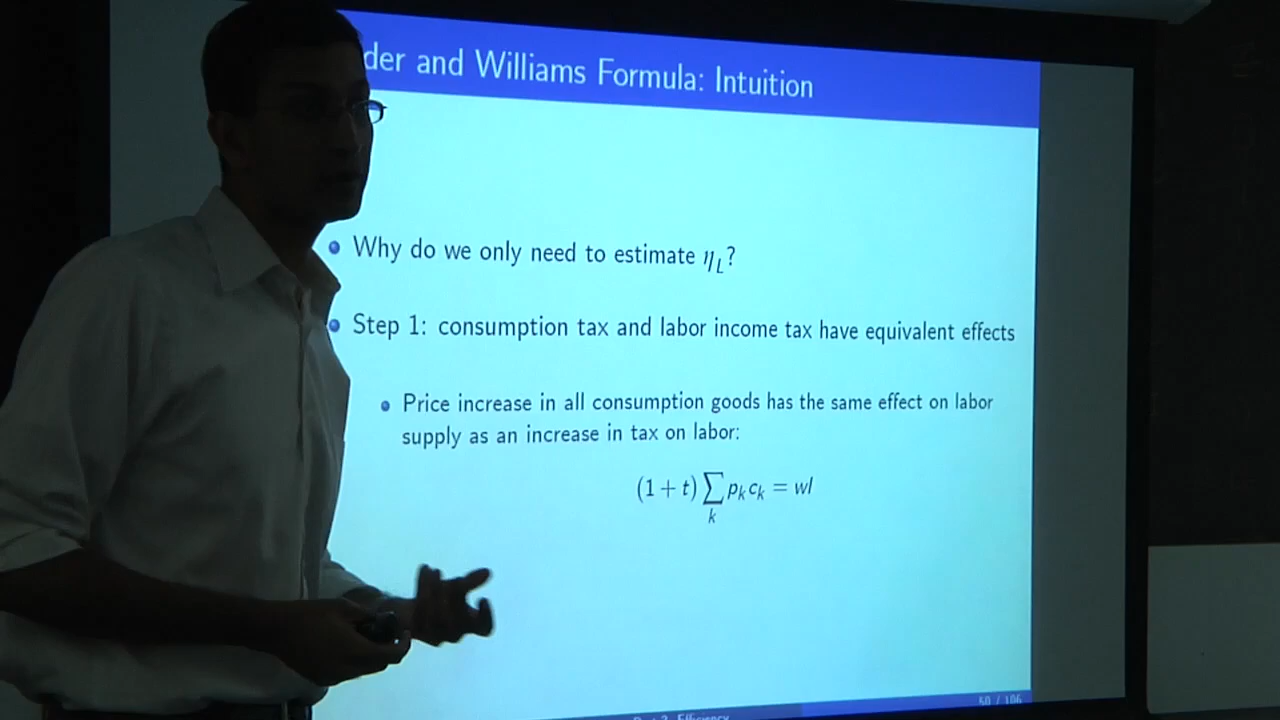 der and Williams Formula: Intuition
Why do we only need to estimate η_L?
Step 1: consumption tax and labor income tax have equivalent effects
Price increase in all consumption goods has the same effect on labor
supply as an increase in tax on labor:
(1 + t) ∑_k p_k c_k = wl
50 / 106
Efficiency